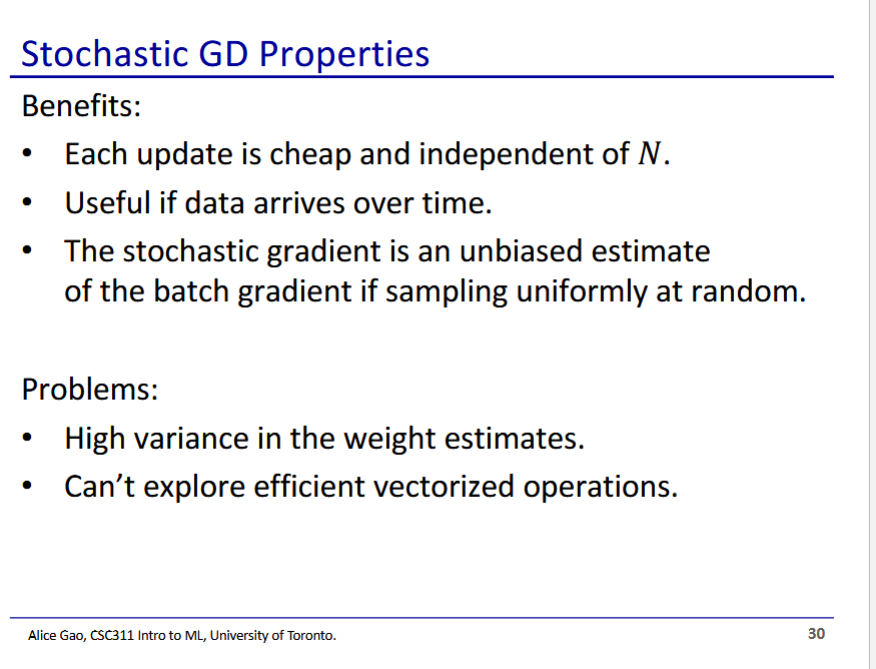 Stochastic GD Properties
Benefits:
• Each update is cheap and independent of N.
• Useful if data arrives over time.
• The stochastic gradient is an unbiased estimate
of the batch gradient if sampling uniformly at random.
Problems:
• High variance in the weight estimates.
• Can’t explore efficient vectorized operations.
Alice Gao, CSC311 Intro to ML, University of Toronto.
30